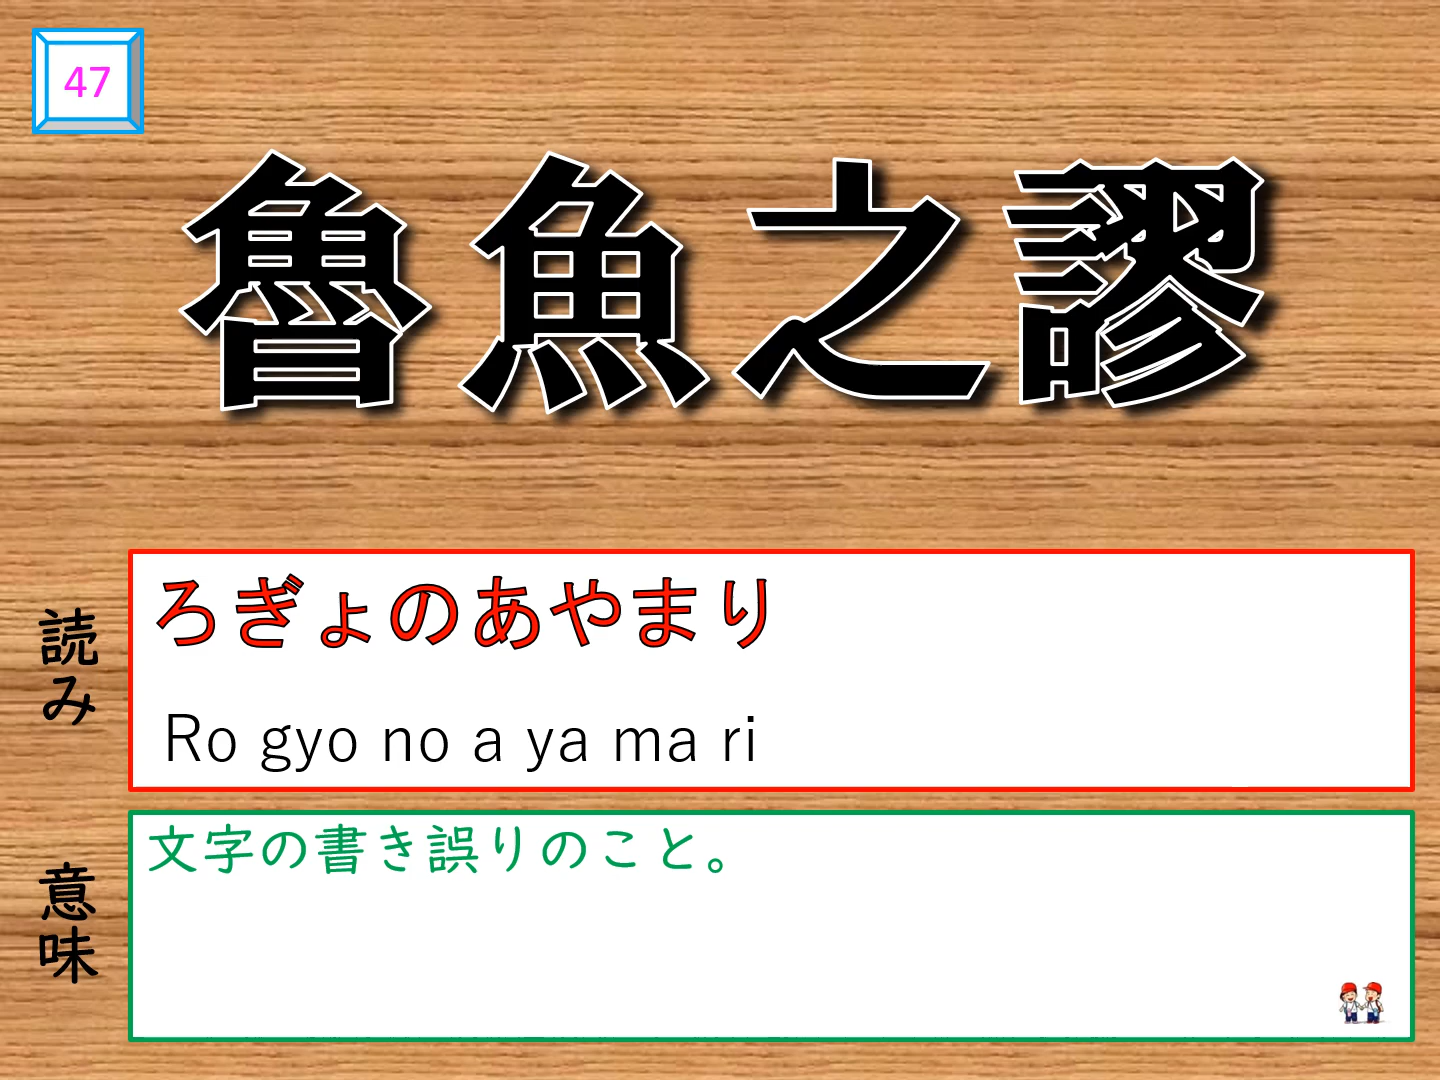 47
魯魚之謬
読み
ろぎょのあやまり
Ro gyo no a ya ma ri
意味
文字の書き誤りのこと。